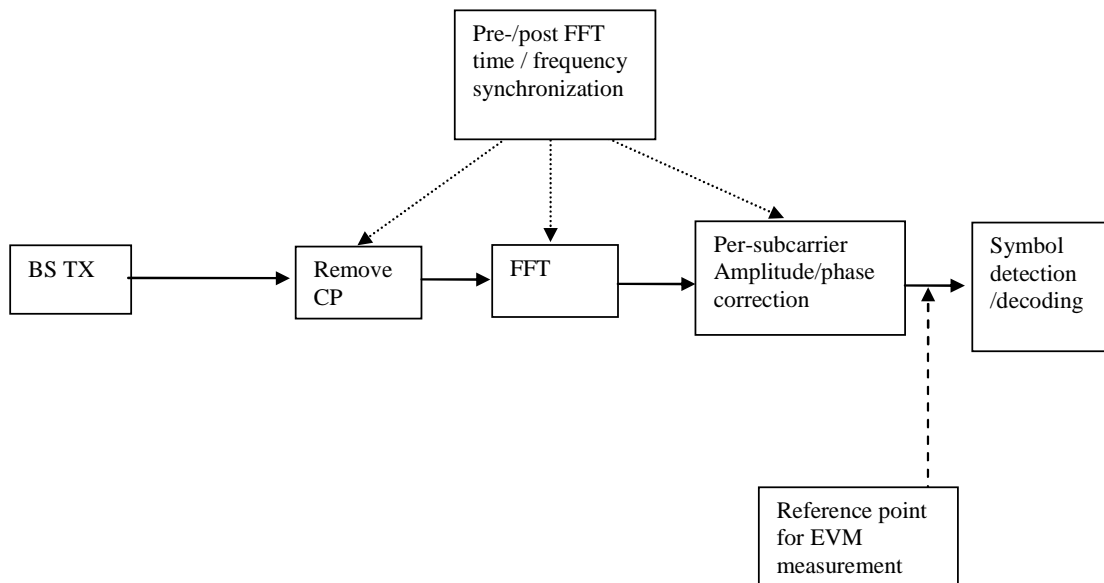 Pre-/post FFT
time / frequency
synchronization
BS TX
Remove
CP
FFT
Per-subcarrier
Amplitude/phase
correction
Symbol
detection
/decoding
Reference point
for EVM
measurement